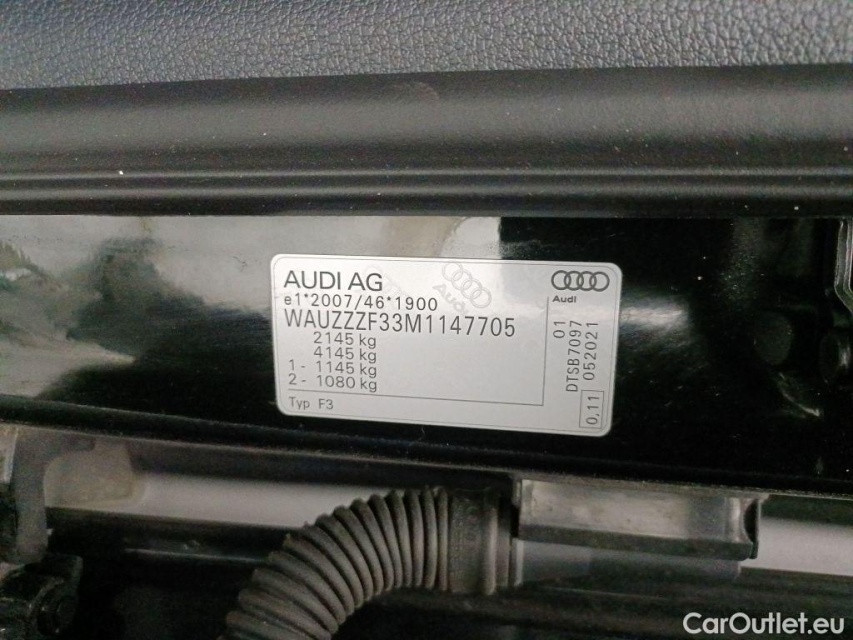 AUDI AG
e1*2007/46*1900
WAUZZZF33M1147705
2145 kg
4145 kg
1 - 1145 kg
2 - 1080 kg
Typ F3
Audi
Audi
01
DTSB7097
052021
0,11
CarOutlet.eu